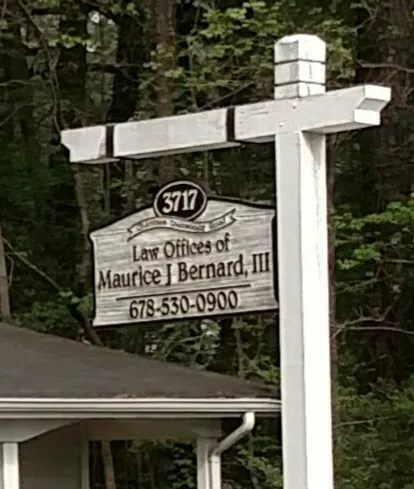 3717
Law Offices of
Maurice J Bernard, III
678-530-0900